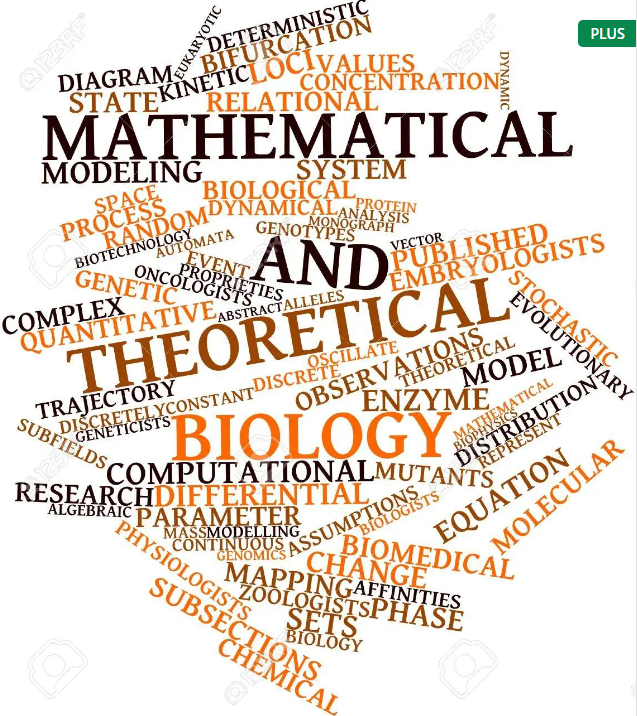 PLUS
EUKARYOTIC
DETERMINISTIC
BIFURCATION
DIAGRAM
KINETIC
LOCI
VALUES
DYNAMIC
STATE
CONCENTRATION
RELATIONAL
MATHEMATICAL
MODELING
SYSTEM
SPACE
BIOLOGICAL
PROCESS
RANDOM
DYNAMICAL
PROTEIN
ANALYSIS
MONOGRAPH
GENOTYPES
BIOTECHNOLOGY
AUTOMATA
EVENT
AND
VECTOR
PUBLISHED
EMBRYOLOGISTS
GENETIC
ONCOLOGISTS
PROPRIETIES
COMPLEX
QUANTITATIVE
ABSTRACT
ALLELES
STOCHASTIC
EVOLUTIONARY
THEORETICAL
OSCILLATE
DISCRETE
OBSERVATIONS
THEORETICAL
MODEL
TRAJECTORY
DISCRETELY
CONSTANT
GENETICISTS
ENZYME
SUBFIELDS
BIOLOGY
MATHEMATICAL
BIOPHYSICS
DISTRIBUTION
REPRESENT
COMPUTATIONAL
MUTANTS
RESEARCH
DIFFERENTIAL
EQUATION
MOLECULAR
ALGEBRAIC
PARAMETER
ASSUMPTIONS
BIOLOGISTS
MASS
MODELLING
CONTINUOUS
GENOMICS
PHYSIOLOGISTS
BIOMEDICAL
CHANGE
MAPPING
AFFINITIES
ZOOLOGISTS
PHASE
SUBSECTIONS
SETS
BIOLOGY
CHEMICAL
123RF